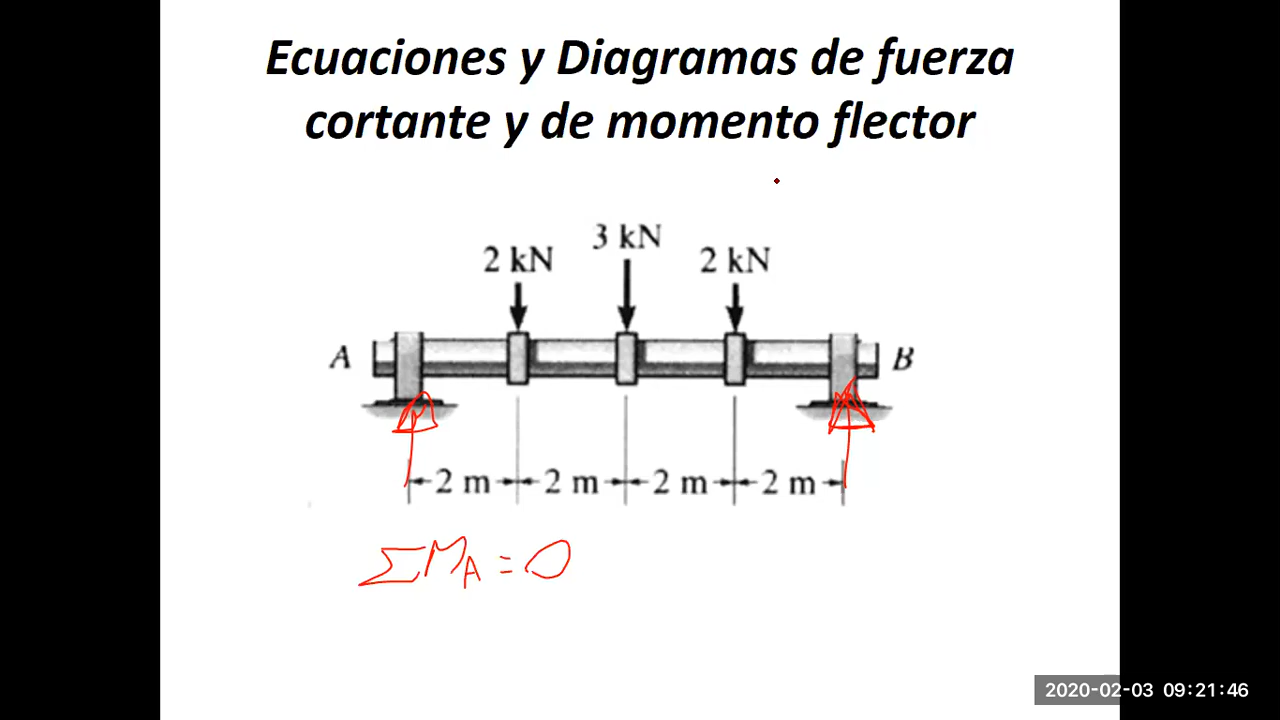 Ecuaciones y Diagramas de fuerza
cortante y de momento flector
3 kN
2 kN
2 kN
A
B
2 m
2 m
2 m
2 m
ΣMA=0
2020-02-03 09:21:46